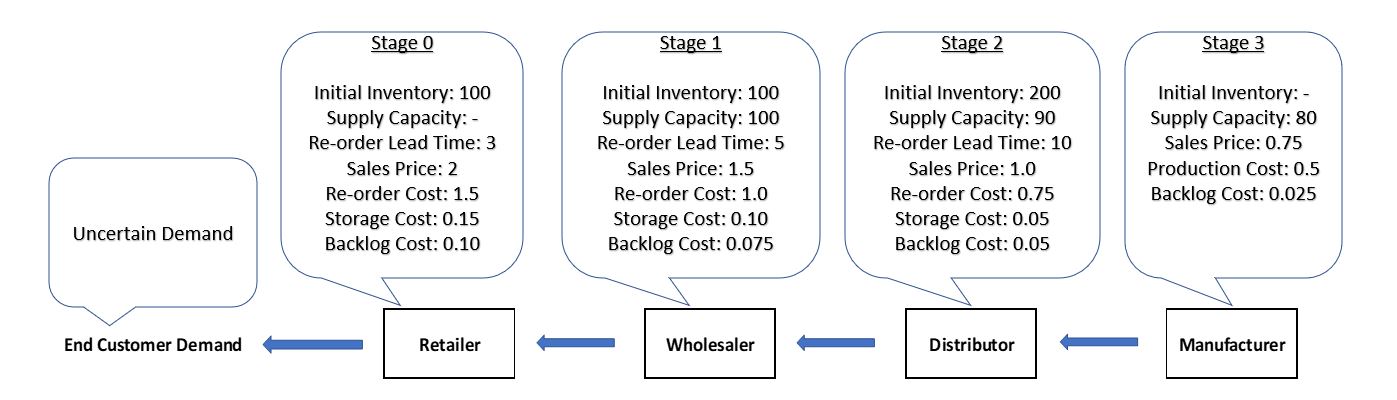 Stage 0
Initial Inventory: 100
Supply Capacity: -
Re-order Lead Time: 3
Sales Price: 2
Re-order Cost: 1.5
Storage Cost: 0.15
Backlog Cost: 0.10
Stage 1
Initial Inventory: 100
Supply Capacity: 100
Re-order Lead Time: 5
Sales Price: 1.5
Re-order Cost: 1.0
Storage Cost: 0.10
Backlog Cost: 0.075
Stage 2
Initial Inventory: 200
Supply Capacity: 90
Re-order Lead Time: 10
Sales Price: 1.0
Re-order Cost: 0.75
Storage Cost: 0.05
Backlog Cost: 0.05
Stage 3
Initial Inventory: -
Supply Capacity: 80
Sales Price: 0.75
Production Cost: 0.5
Backlog Cost: 0.025
Uncertain Demand
End Customer Demand
Retailer
Wholesaler
Distributor
Manufacturer